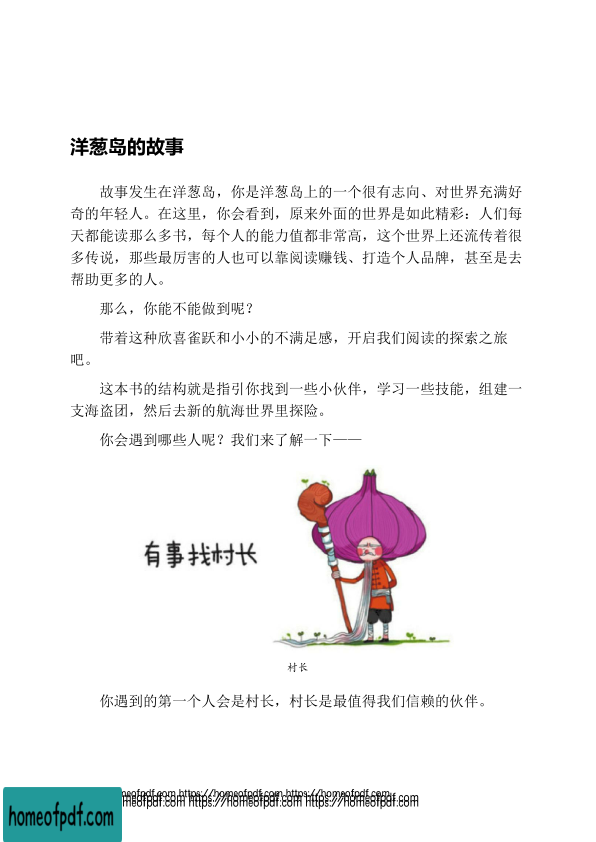 洋葱岛的故事
故事发生在洋葱岛，你是洋葱岛上的一个很有志向、对世界充满好
奇的年轻人。在这里，你会看到，原来外面的世界是如此精彩：人们每
天都能读那么多书，每个人的能力值都非常高，这个世界上还流传着很
多传说，那些最厉害的人也可以靠阅读赚钱、打造个人品牌，甚至是去
帮助更多的人。
那么，你能不能做到呢？
带着这种欣喜雀跃和小小的不满足感，开启我们阅读的探索之旅
吧。
这本书的结构就是指引你找到一些小伙伴，学习一些技能，组建一
支海盗团，然后去新的航海世界里探险。
你会遇到哪些人呢？我们来了解一下——
有事找村长
村长
你遇到的第一个人会是村长，村长是最值得我们信赖的伙伴。
homeofpdf.com https://homeofpdf.com https://homeofpdf.com
homeofpdf.com https://homeofpdf.com https://homeofpdf.com
homeofpdf.com